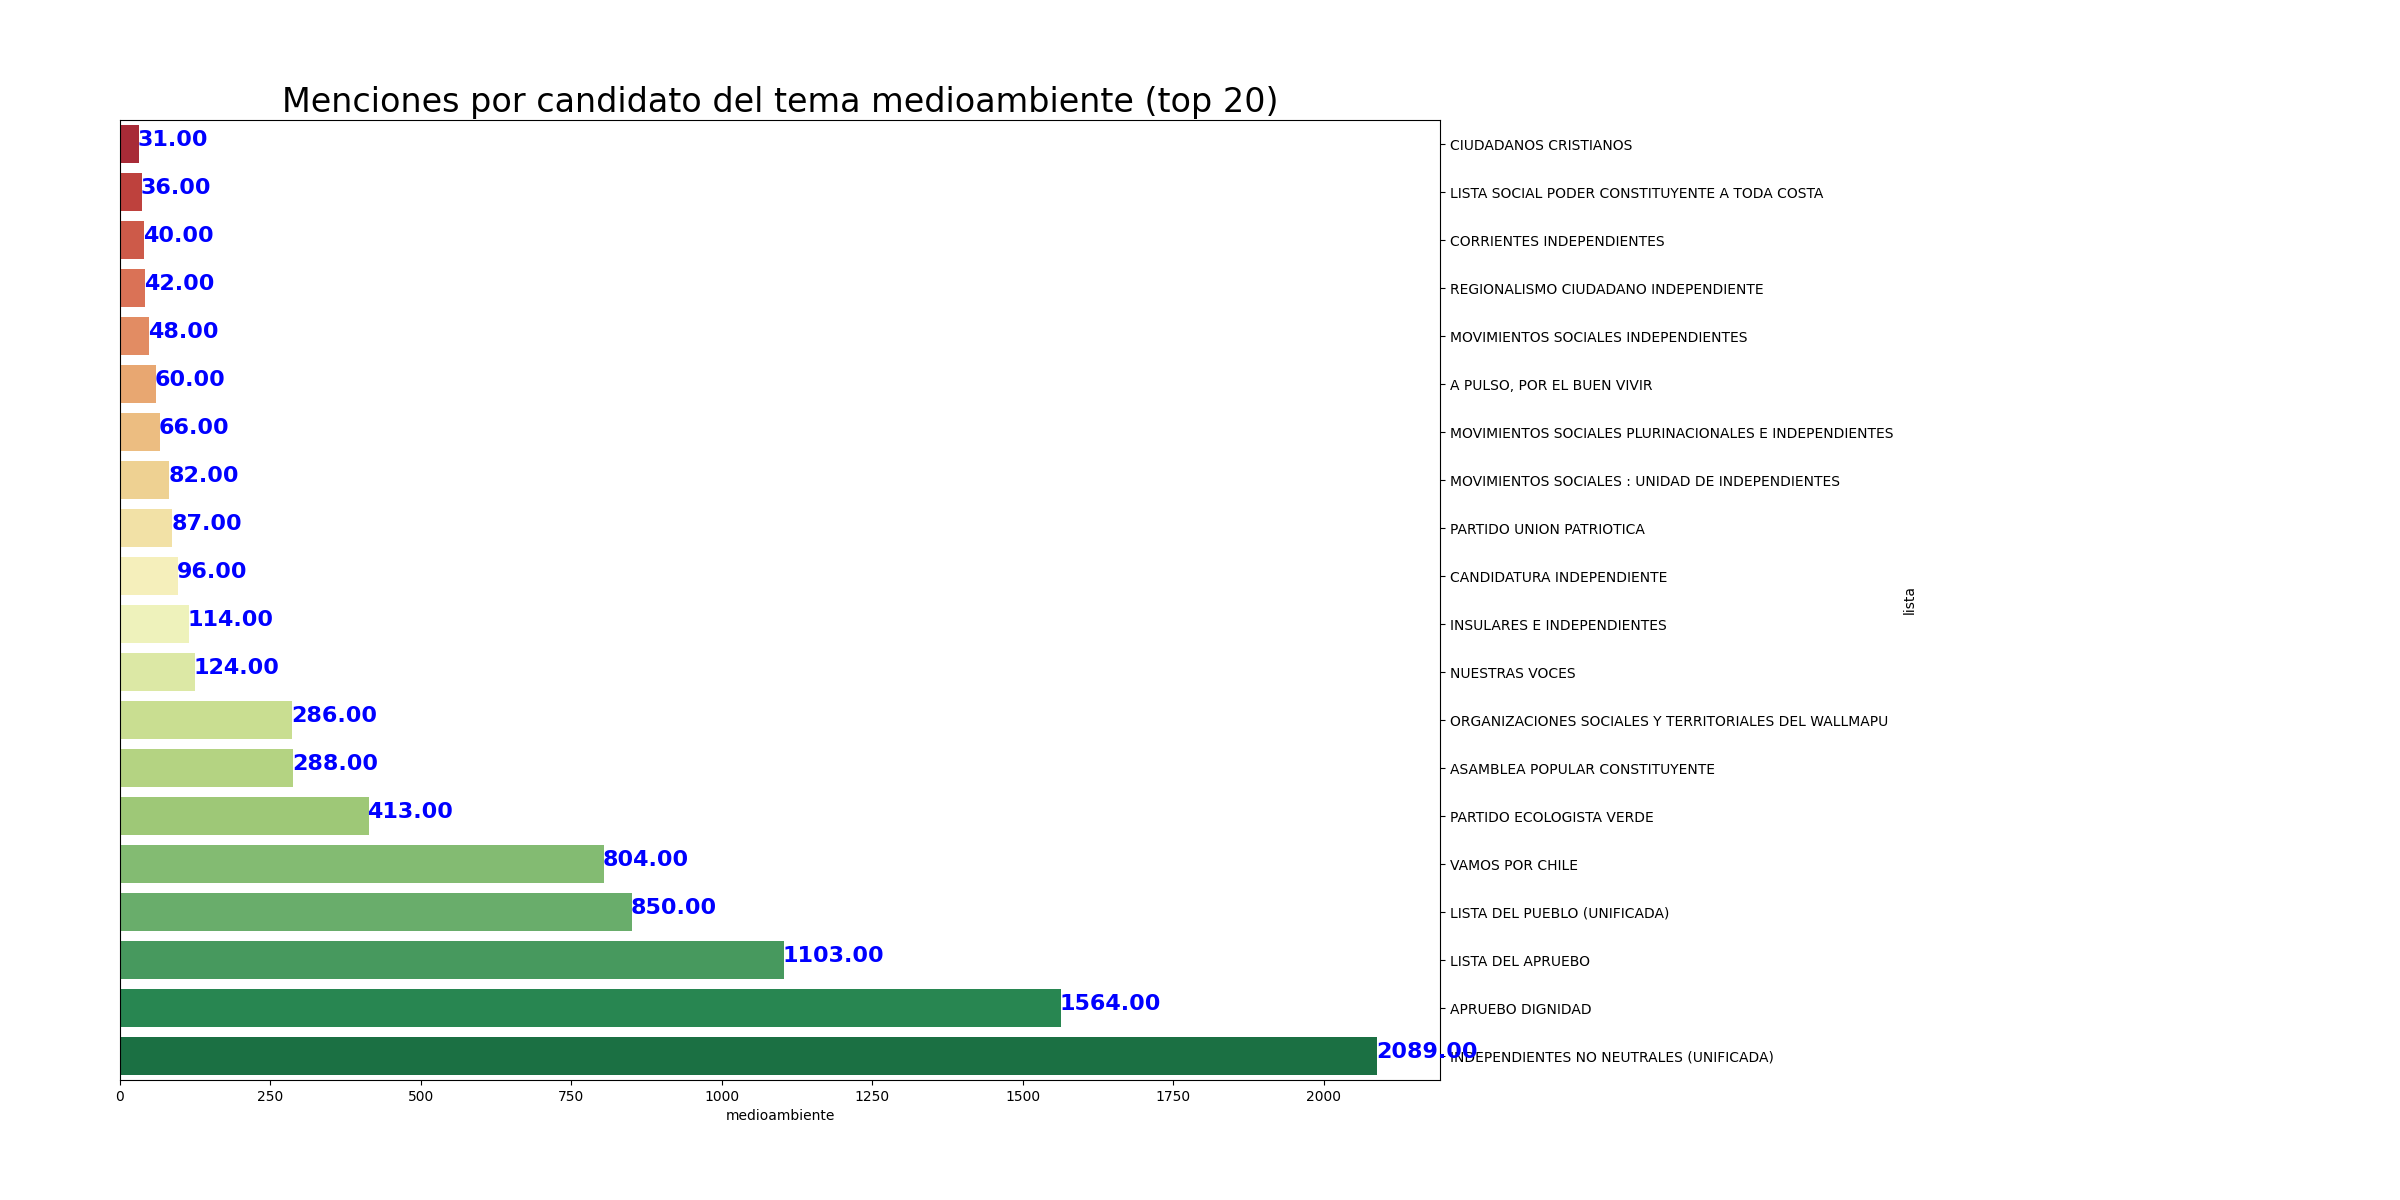 Menciones por candidato del tema medioambiente (top 20)
31.00 CIUDADANOS CRISTIANOS
36.00 LISTA SOCIAL PODER CONSTITUYENTE A TODA COSTA
40.00 CORRIENTES INDEPENDIENTES
42.00 REGIONALISMO CIUDADANO INDEPENDIENTE
48.00 MOVIMIENTOS SOCIALES INDEPENDIENTES
60.00 A PULSO, POR EL BUEN VIVIR
66.00 MOVIMIENTOS SOCIALES PLURINACIONALES E INDEPENDIENTES
82.00 MOVIMIENTOS SOCIALES : UNIDAD DE INDEPENDIENTES
87.00 PARTIDO UNION PATRIOTICA
96.00 CANDIDATURA INDEPENDIENTE
lista
114.00 INSULARES E INDEPENDIENTES
124.00 NUESTRAS VOCES
286.00 ORGANIZACIONES SOCIALES Y TERRITORIALES DEL WALLMAPU
288.00 ASAMBLEA POPULAR CONSTITUYENTE
413.00 PARTIDO ECOLOGISTA VERDE
804.00 VAMOS POR CHILE
850.00 LISTA DEL PUEBLO (UNIFICADA)
1103.00 LISTA DEL APRUEBO
1564.00 APRUEBO DIGNIDAD
2089.00 INDEPENDIENTES NO NEUTRALES (UNIFICADA)
0 250 500 750 1000 1250 1500 1750 2000
medioambiente